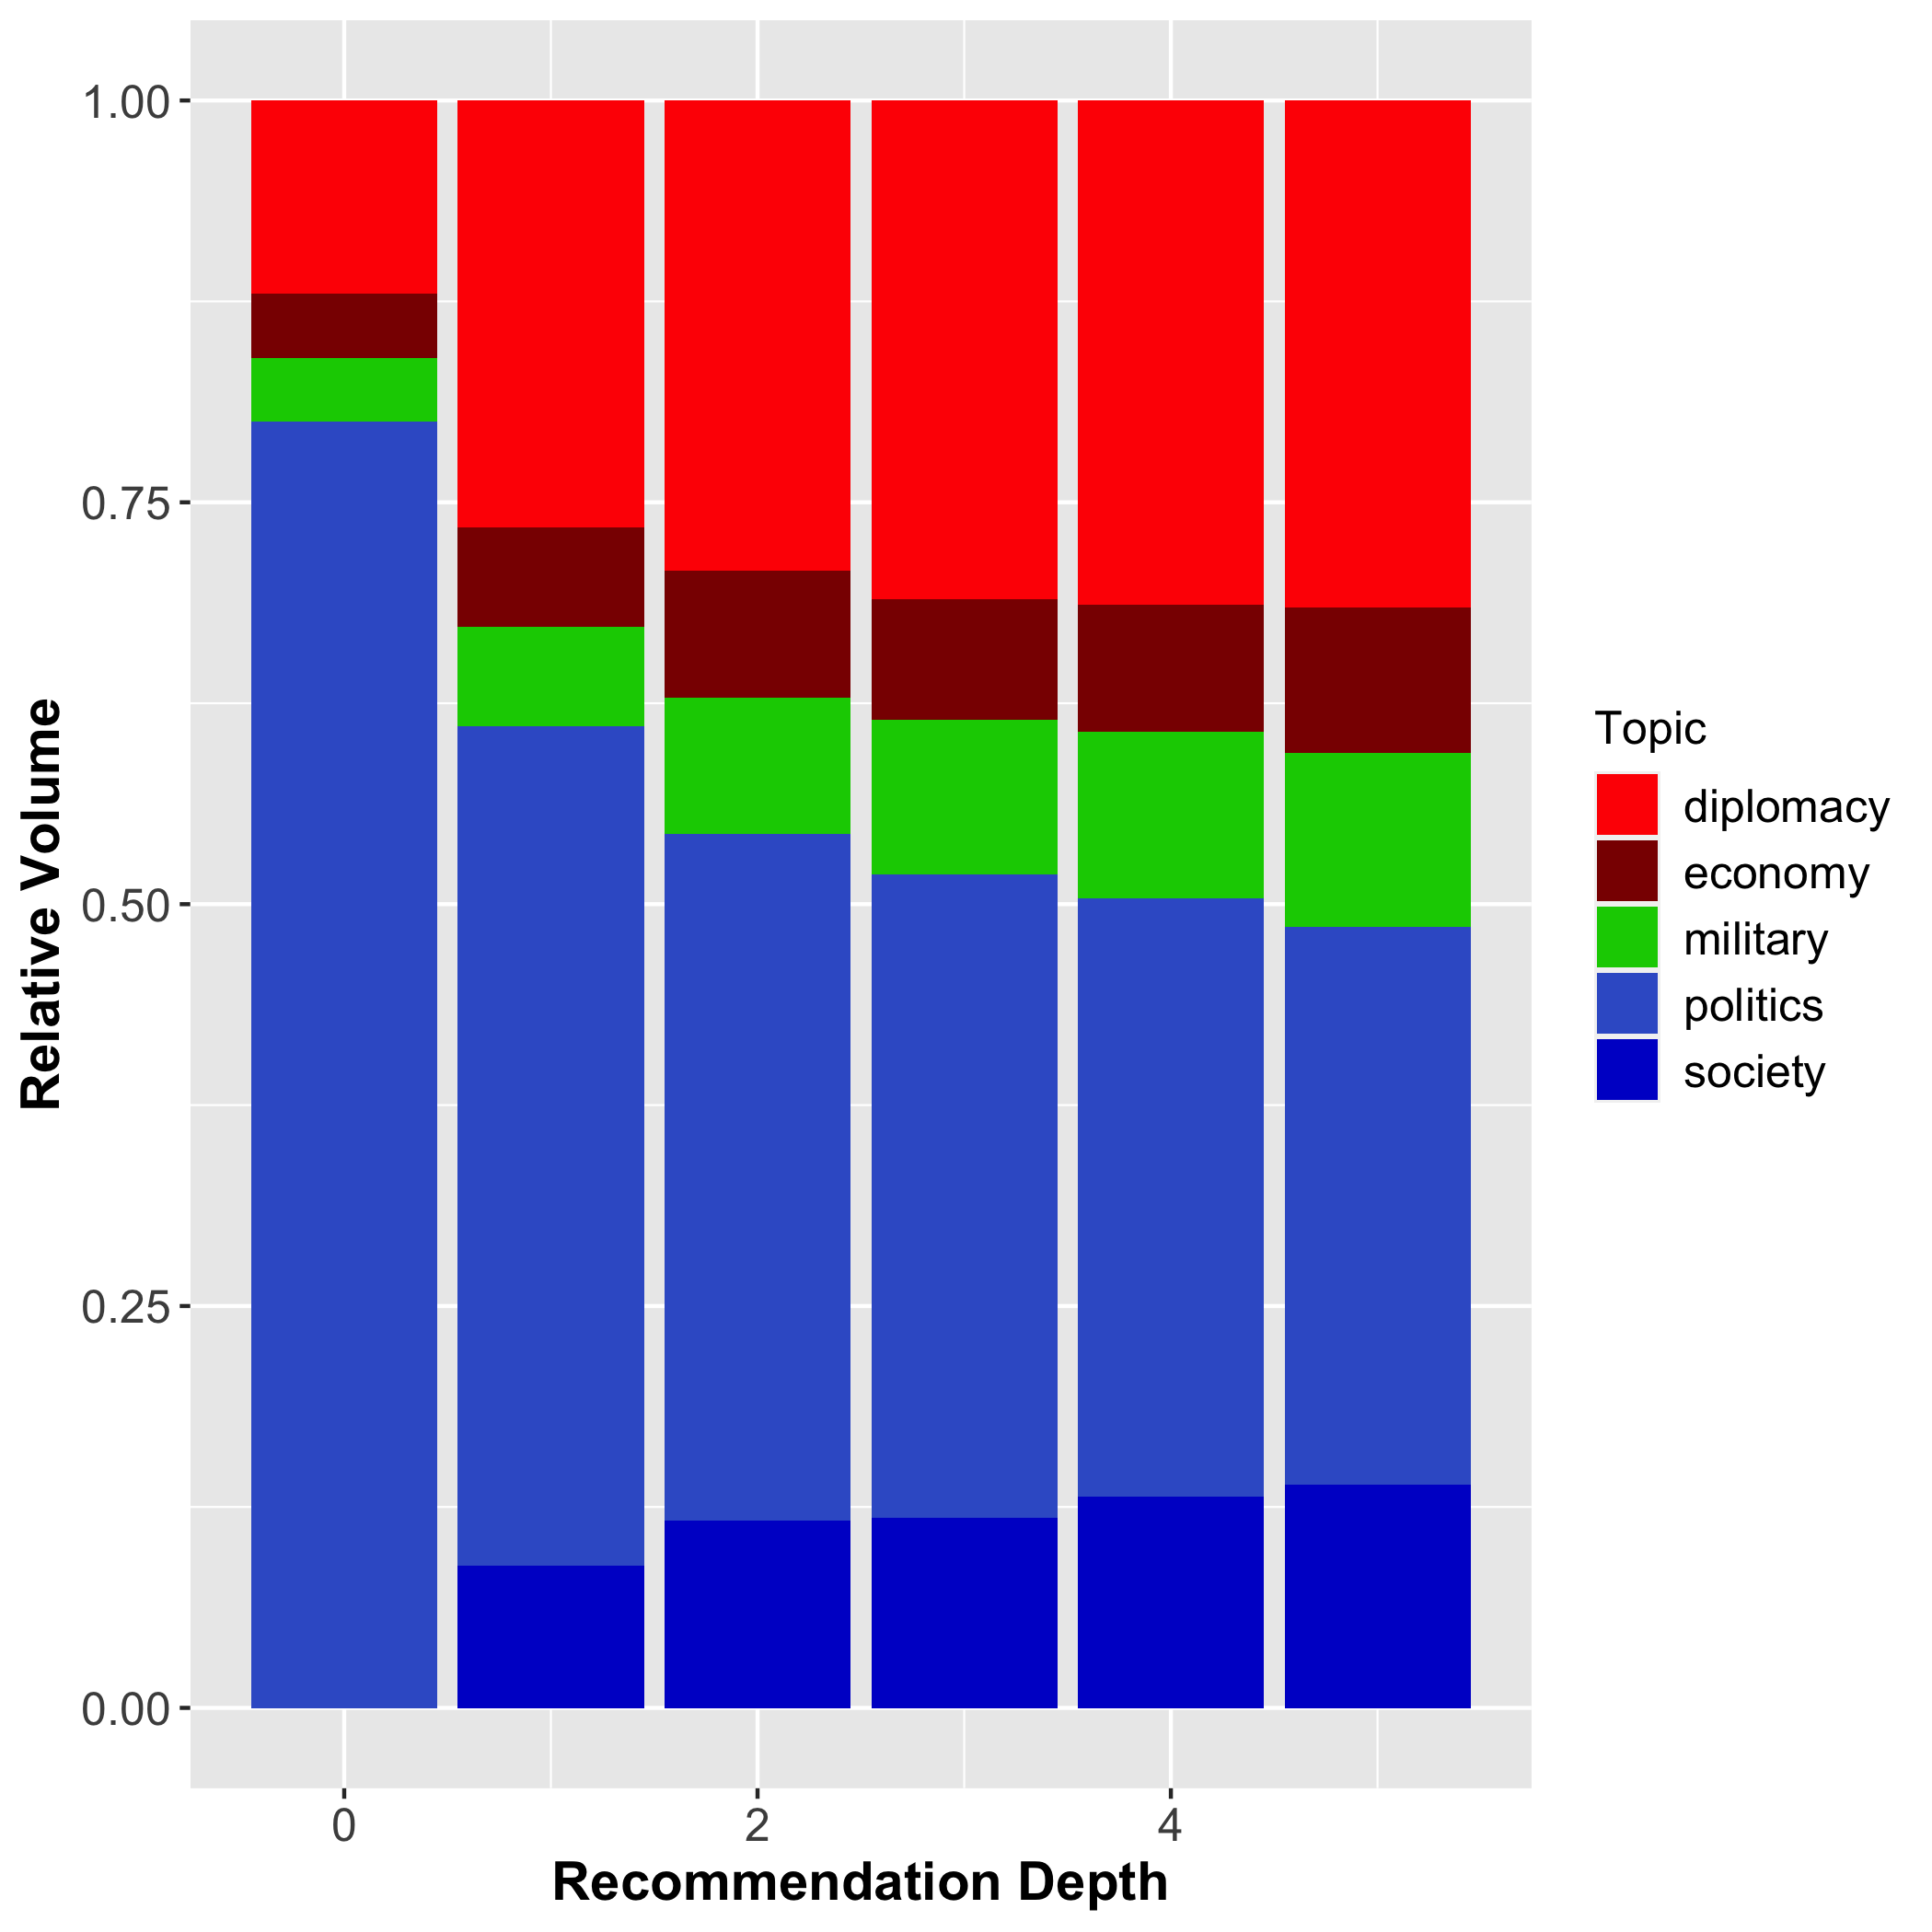 1.00
0.75
0.50
0.25
0.00
Relative Volume
0
2
4
Recommendation Depth
Topic
diplomacy
economy
military
politics
society